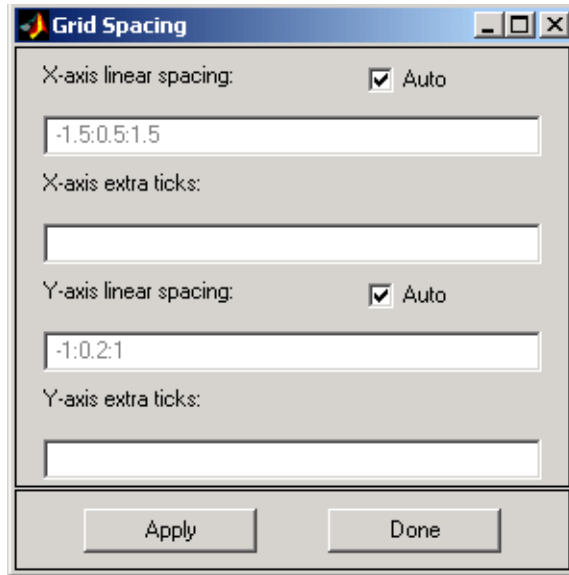 Grid Spacing
X-axis linear spacing: Auto
-1.5:0.5:1.5
X-axis extra ticks:
Y-axis linear spacing: Auto
-1:0.2:1
Y-axis extra ticks:
Apply Done